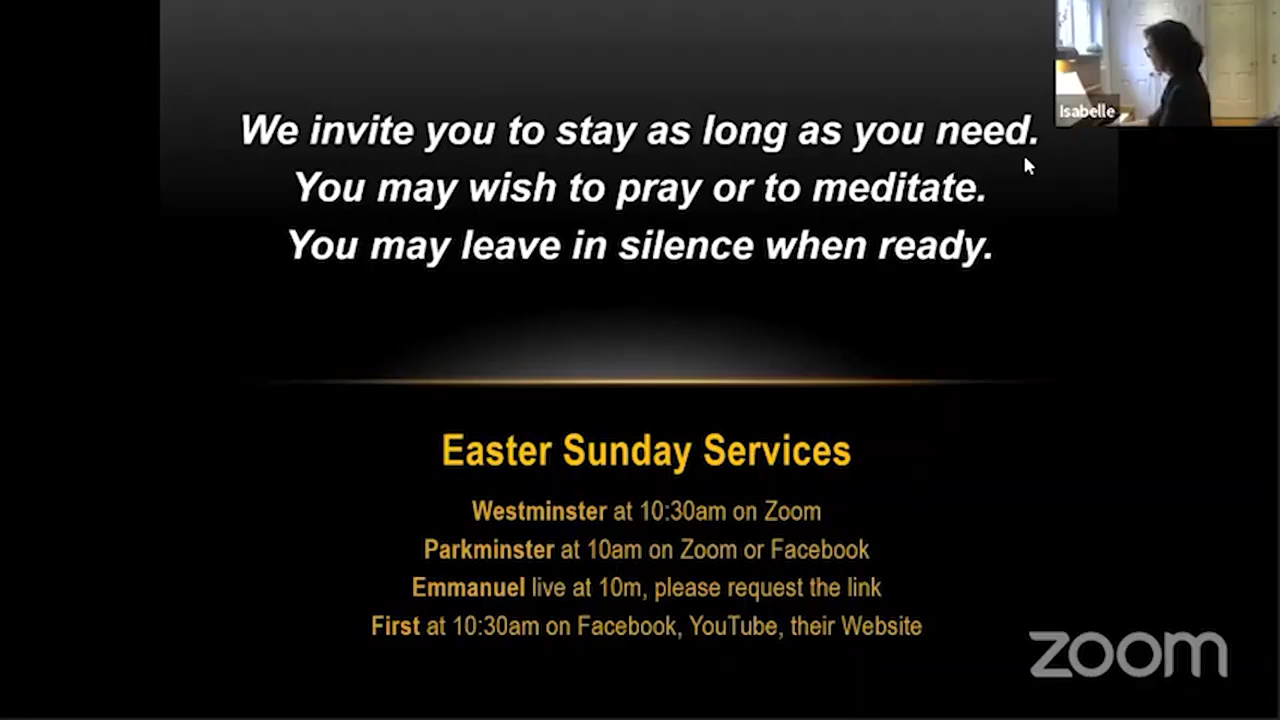 We invite you to stay as long as you need.
You may wish to pray or to meditate.
You may leave in silence when ready.
Isabelle
Easter Sunday Services
Westminster at 10:30am on Zoom
Parkminster at 10am on Zoom or Facebook
Emmanuel live at 10m, please request the link
First at 10:30am on Facebook, YouTube, their Website
zoom